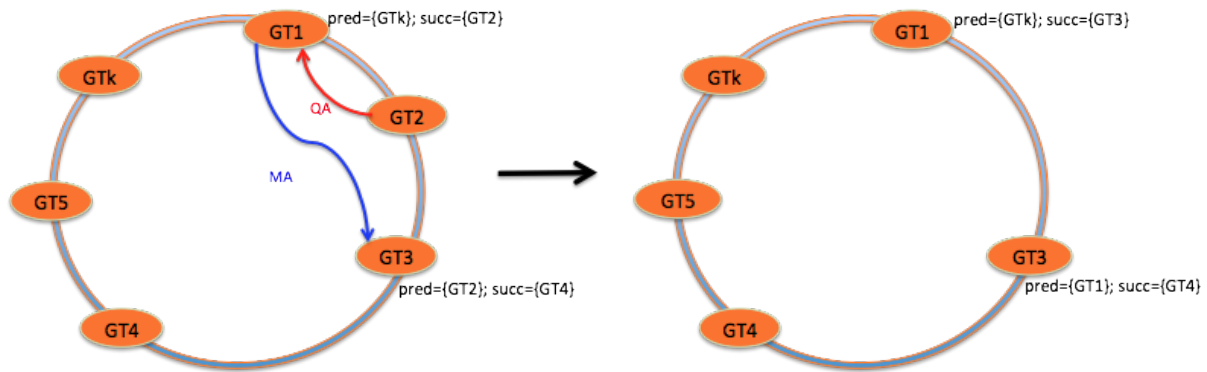 GT1
pred={GTk}; succ={GT2}
GTk
QA
GT2
MA
GT5
GT3
pred={GT2}; succ={GT4}
GT4
pred={GTk}; succ={GT3}
GT1
GTk
GT5
GT3
pred={GT1}; succ={GT4}
GT4